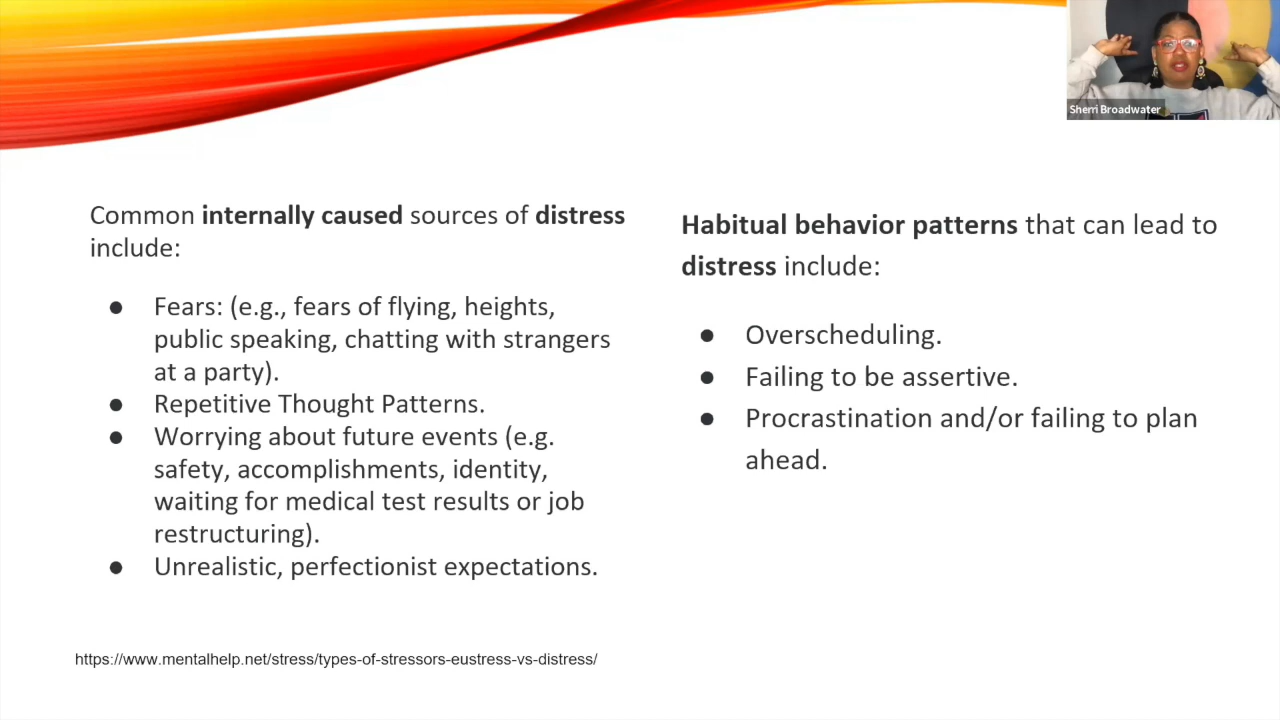 Sherri Broadwater
Common internally caused sources of distress
include:
● Fears: (e.g., fears of flying, heights,
public speaking, chatting with strangers
at a party).
● Repetitive Thought Patterns.
● Worrying about future events (e.g.
safety, accomplishments, identity,
waiting for medical test results or job
restructuring).
● Unrealistic, perfectionist expectations.
Habitual behavior patterns that can lead to
distress include:
● Overscheduling.
● Failing to be assertive.
● Procrastination and/or failing to plan
ahead.
https://www.mentalhelp.net/stress/types-of-stressors-eustress-vs-distress/